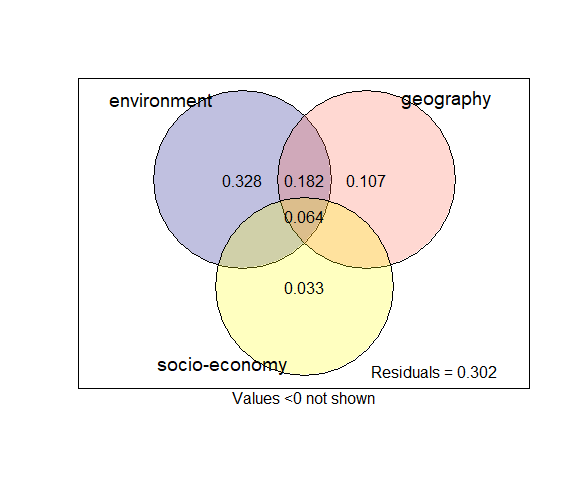 environment
geography
0.328
0.182
0.107
0.064
0.033
socio-economy
Residuals = 0.302
Values <0 not shown